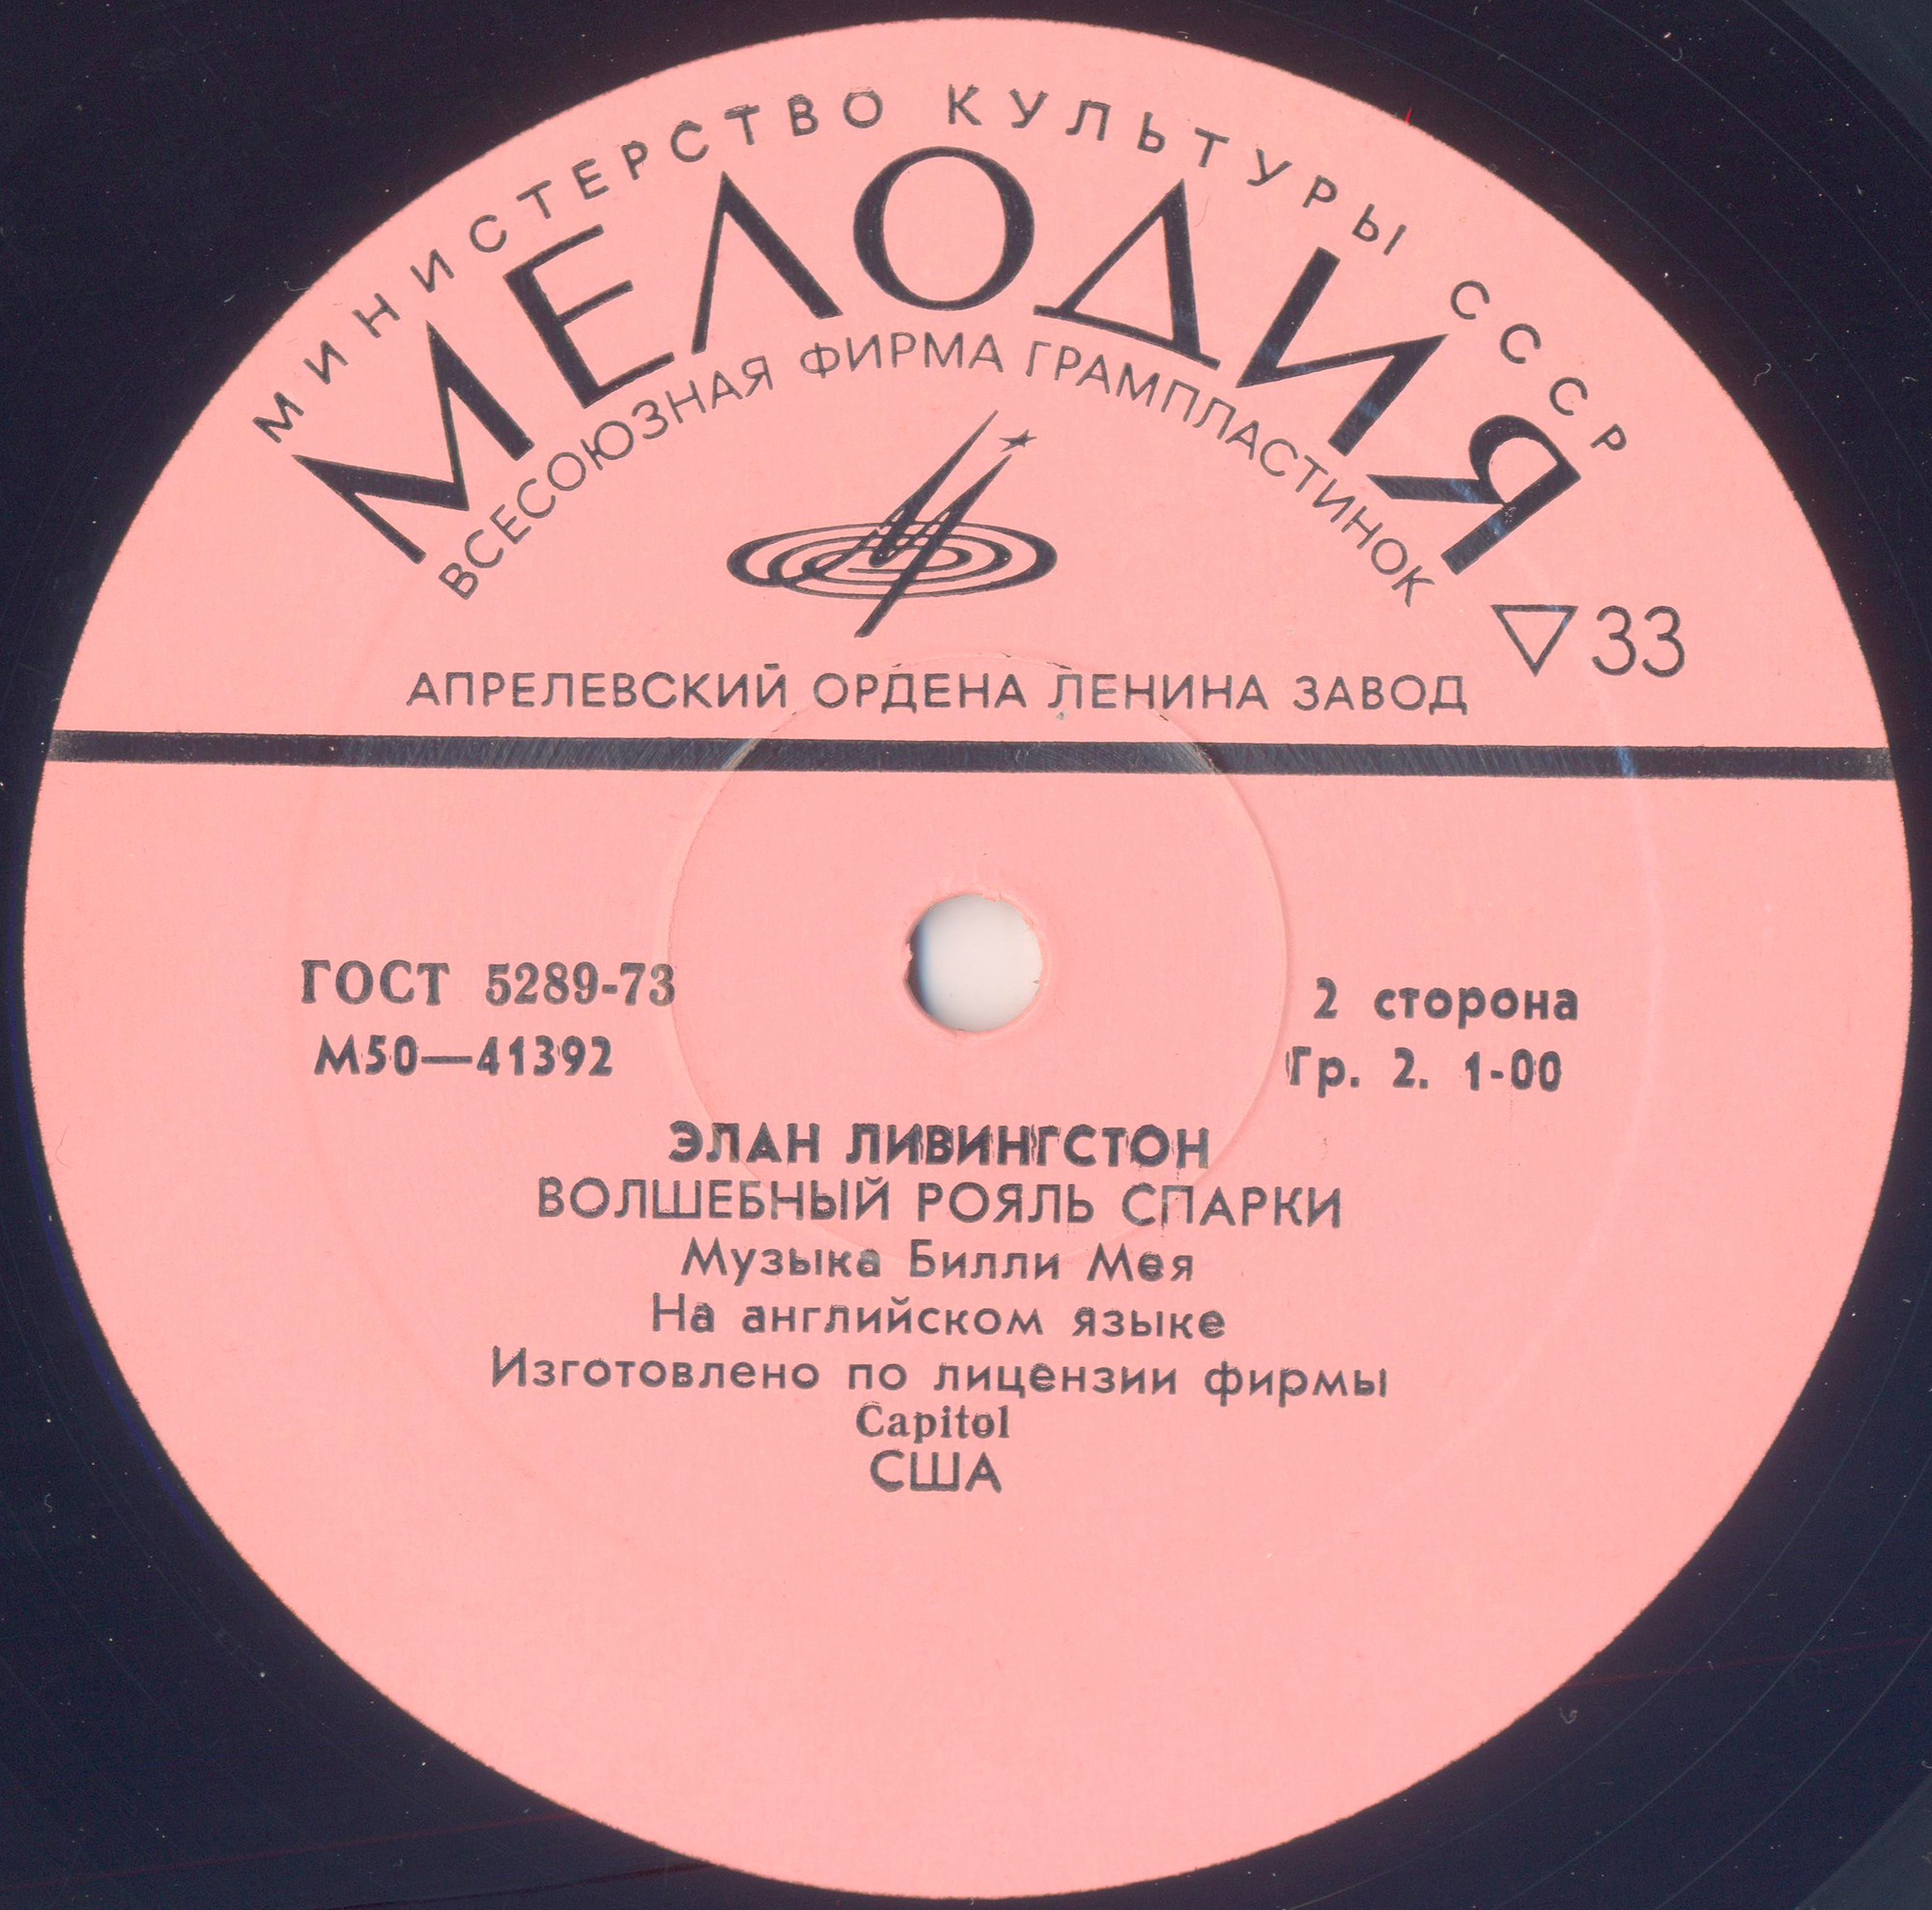 МИНИСТЕРСТВО КУЛЬТУРЫ СССР
МЕЛОДИЯ
ВСЕСОЮЗНАЯ ФИРМА ГРАМПЛАСТИНОК
▽33
АПРЕЛЕВСКИЙ ОРДЕНА ЛЕНИНА ЗАВОД
ГОСТ 5289-73
2 сторона
М50—41392
Гр. 2. 1-00
ЭЛАН ЛИВИНГСТОН
ВОЛШЕБНЫЙ РОЯЛЬ СПАРКИ
Музыка Билли Мея
На английском языке
Изготовлено по лицензии фирмы
Capitol
США